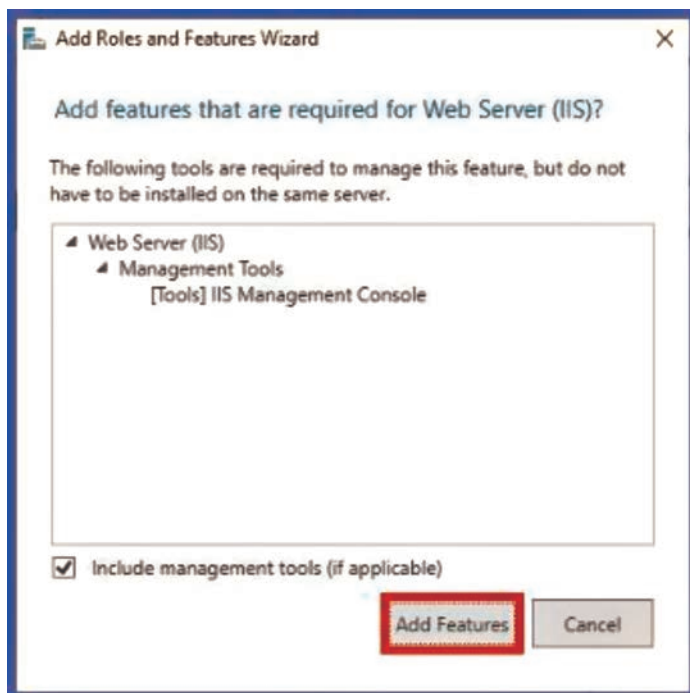 Add Roles and Features Wizard
Add features that are required for Web Server (IIS)?
The following tools are required to manage this feature, but do not
have to be installed on the same server.
Web Server (IIS)
Management Tools
[Tools] IIS Management Console
Include management tools (if applicable)
Add Features
Cancel